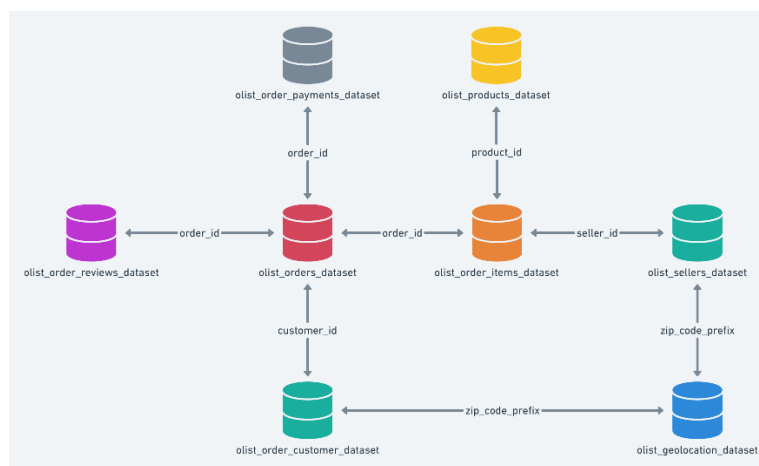 olist_order_payments_dataset
olist_products_dataset
order_id
product_id
order_id
order_id
seller_id
olist_order_reviews_dataset
olist_orders_dataset
olist_order_items_dataset
olist_sellers_dataset
customer_id
zip_code_prefix
zip_code_prefix
olist_order_customer_dataset
olist_geolocation_dataset